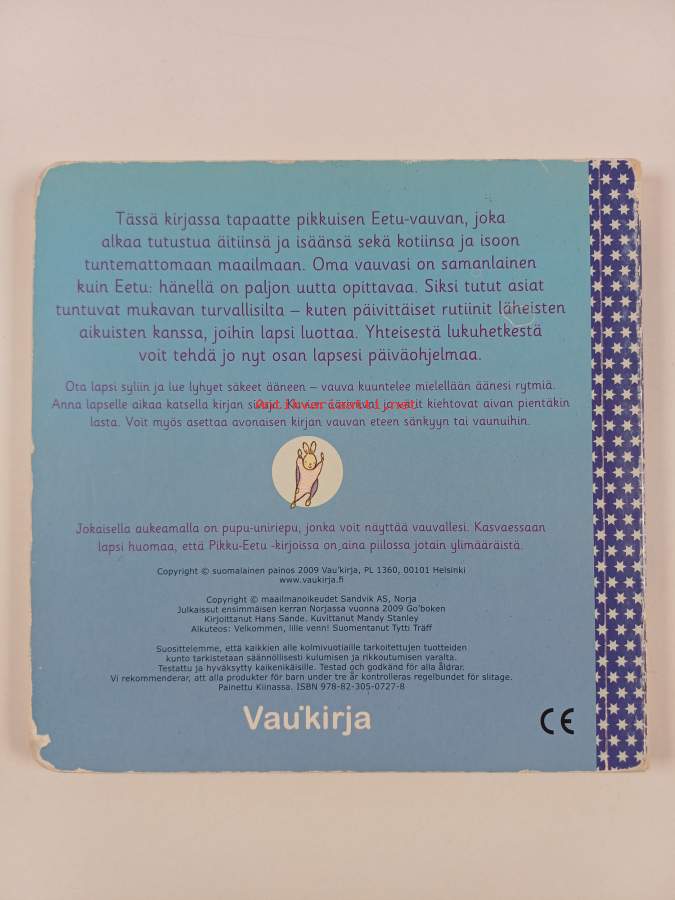 Tässä kirjassa tapaatte pikkuisen Eetu-vauvan, joka
alkaa tutustua äitiinsä ja isäänsä sekä kotiinsa ja isoon
tuntemattomaan maailmaan. Oma vauvasi on samanlainen
kuin Eetu: hänellä on paljon uutta opittavaa. Siksi tutut asiat
tuntuvat mukavan turvallisilta – kuten päivittäiset rutiinit läheisten
aikuisten kanssa, joihin lapsi luottaa. Yhteisestä lukuhetkestä
voit tehdä jo nyt osan lapsesi päiväohjelmaa.
Ota lapsi syliin ja lue lyhyet säkeet ääneen – vauva kuuntelee mielellään äänesi rytmiä.
Anna lapselle aikaa katsella kirjan sivuja. Kuvien ääriviivat ja värit kiehtovat aivan pientäkin
Antikvariaatti.net
lasta. Voit myös asettaa avonaisen kirjan vauvan eteen sänkyyn tai vaunuihin.
Jokaisella aukeamalla on pupu-uniriepu, jonka voit näyttää vauvallesi. Kasvaessaan
lapsi huomaa, että Pikku-Eetu -kirjoissa on aina piilossa jotain ylimääräistä.
Copyright © suomalainen painos 2009 Vau'kirja, PL 1360, 00101 Helsinki
www.vaukirja.fi
Copyright © maailmanoikeudet Sandvik AS, Norja
Julkaissut ensimmäisen kerran Norjassa vuonna 2009 Go'boken
Kirjoittanut Hans Sande. Kuvittanut Mandy Stanley
Alkuteos: Velkommen, lille venn! Suomentanut Tytti Träff
Suosittelemme, että kaikkien alle kolmivuotiaille tarkoitettujen tuotteiden
kunto tarkistetaan säännöllisesti kulumisen ja rikkoutumisen varalta.
Testattu ja hyväksytty kaikenikäisille. Testad och godkänd för alla åldrar.
Vi rekommenderar, att alla produkter för barn under tre år kontrolleras regelbundet för slitage.
Painettu Kiinassa. ISBN 978-82-305-0727-8
Vau'kirja
CE